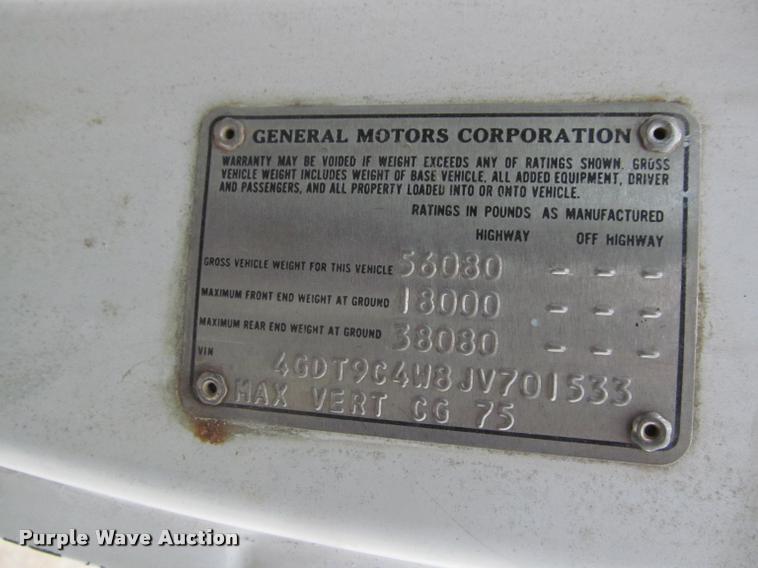 GENERAL MOTORS CORPORATION
WARRANTY MAY BE VOIDED IF WEIGHT EXCEEDS ANY OF RATINGS SHOWN. GROSS
VEHICLE WEIGHT INCLUDES WEIGHT OF BASE VEHICLE, ALL ADDED EQUIPMENT, DRIVER
AND PASSENGERS, AND ALL PROPERTY LOADED INTO OR ONTO VEHICLE.
RATINGS IN POUNDS AS MANUFACTURED
HIGHWAY OFF HIGHWAY
GROSS VEHICLE WEIGHT FOR THIS VEHICLE 56080 - - -
MAXIMUM FRONT END WEIGHT AT GROUND 18000 - - -
MAXIMUM REAR END WEIGHT AT GROUND 38080 - - -
VIN 4GDT9C4W8JV701533
MAX VERT CG 75
Purple Wave Auction